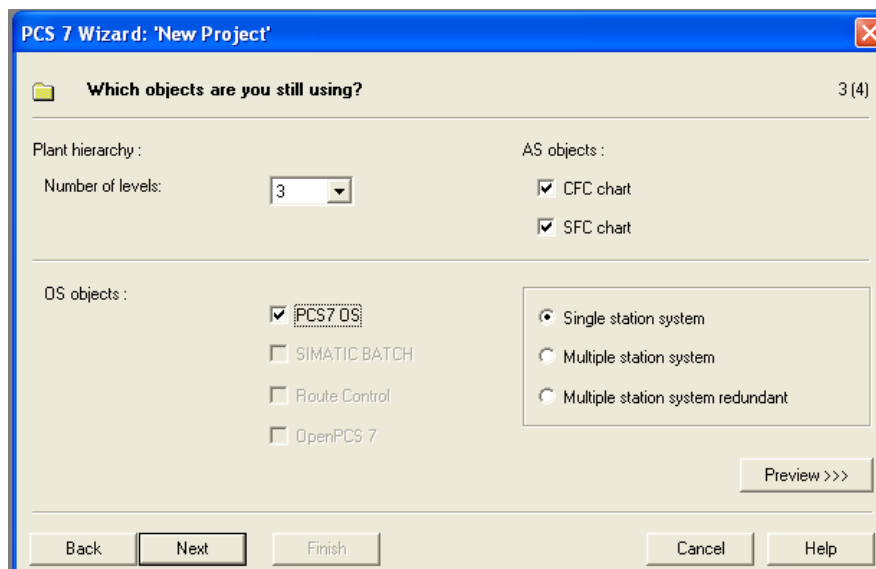 PCS 7 Wizard: 'New Project'
Which objects are you still using?
3 (4)
Plant hierarchy :
AS objects :
Number of levels:
3
CFC chart
SFC chart
OS objects :
PCS7 OS
Single station system
SIMATIC BATCH
Multiple station system
Route Control
Multiple station system redundant
OpenPCS 7
Preview >>>
Back
Next
Finish
Cancel
Help